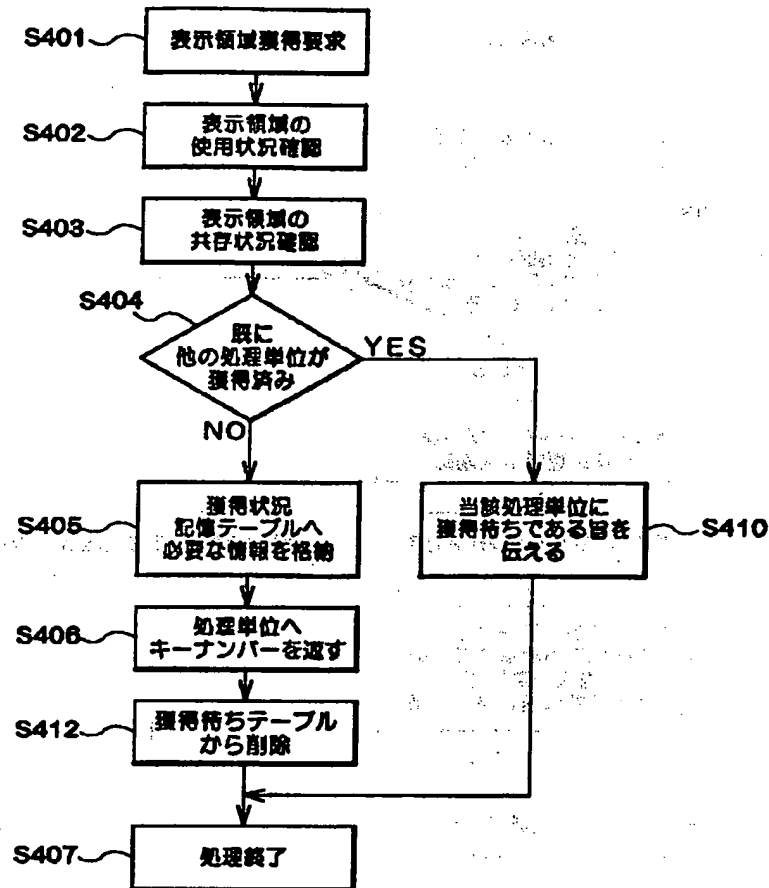 S401
表示領域獲得要求
S402
表示領域の
使用状況確認
S403
表示領域の
共存状況確認
S404
既に
他の処理単位が
獲得済み
YES
NO
S405
獲得状況
記憶テーブルへ
必要な情報を格納
当該処理単位に
獲得待ちである旨を
伝える
S410
S406
処理単位へ
キーナンバーを返す
S412
獲得待ちテーブル
から削除
S407
処理終了